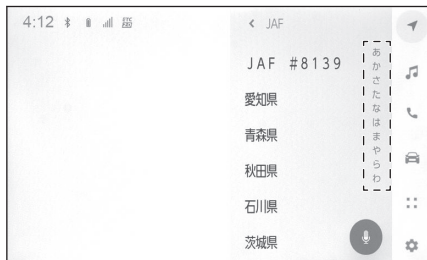 4:12
< JAF
JAF #8139
愛知県
青森県
秋田県
石川県
茨城県
あ
か
さ
た
な
は
ま
や
ら
わ